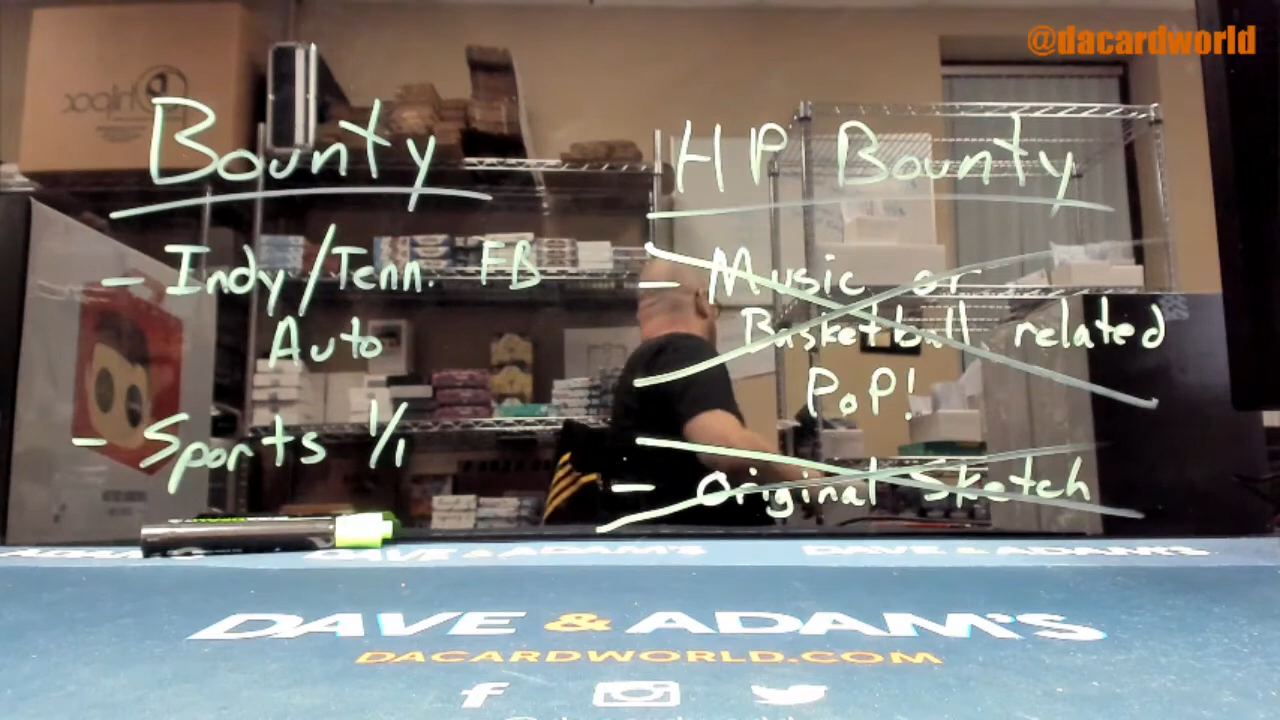 @dacardworld
Bounty
- Indy/Tenn. FB
Auto
- Sports 1/1
HP Bounty
- Music or
Basketball related
PoP!
- Original Sketch
DAVE & ADAM'S
DAVE & ADAM'S
DAVE & ADAM'S
DACARDWORLD.COM